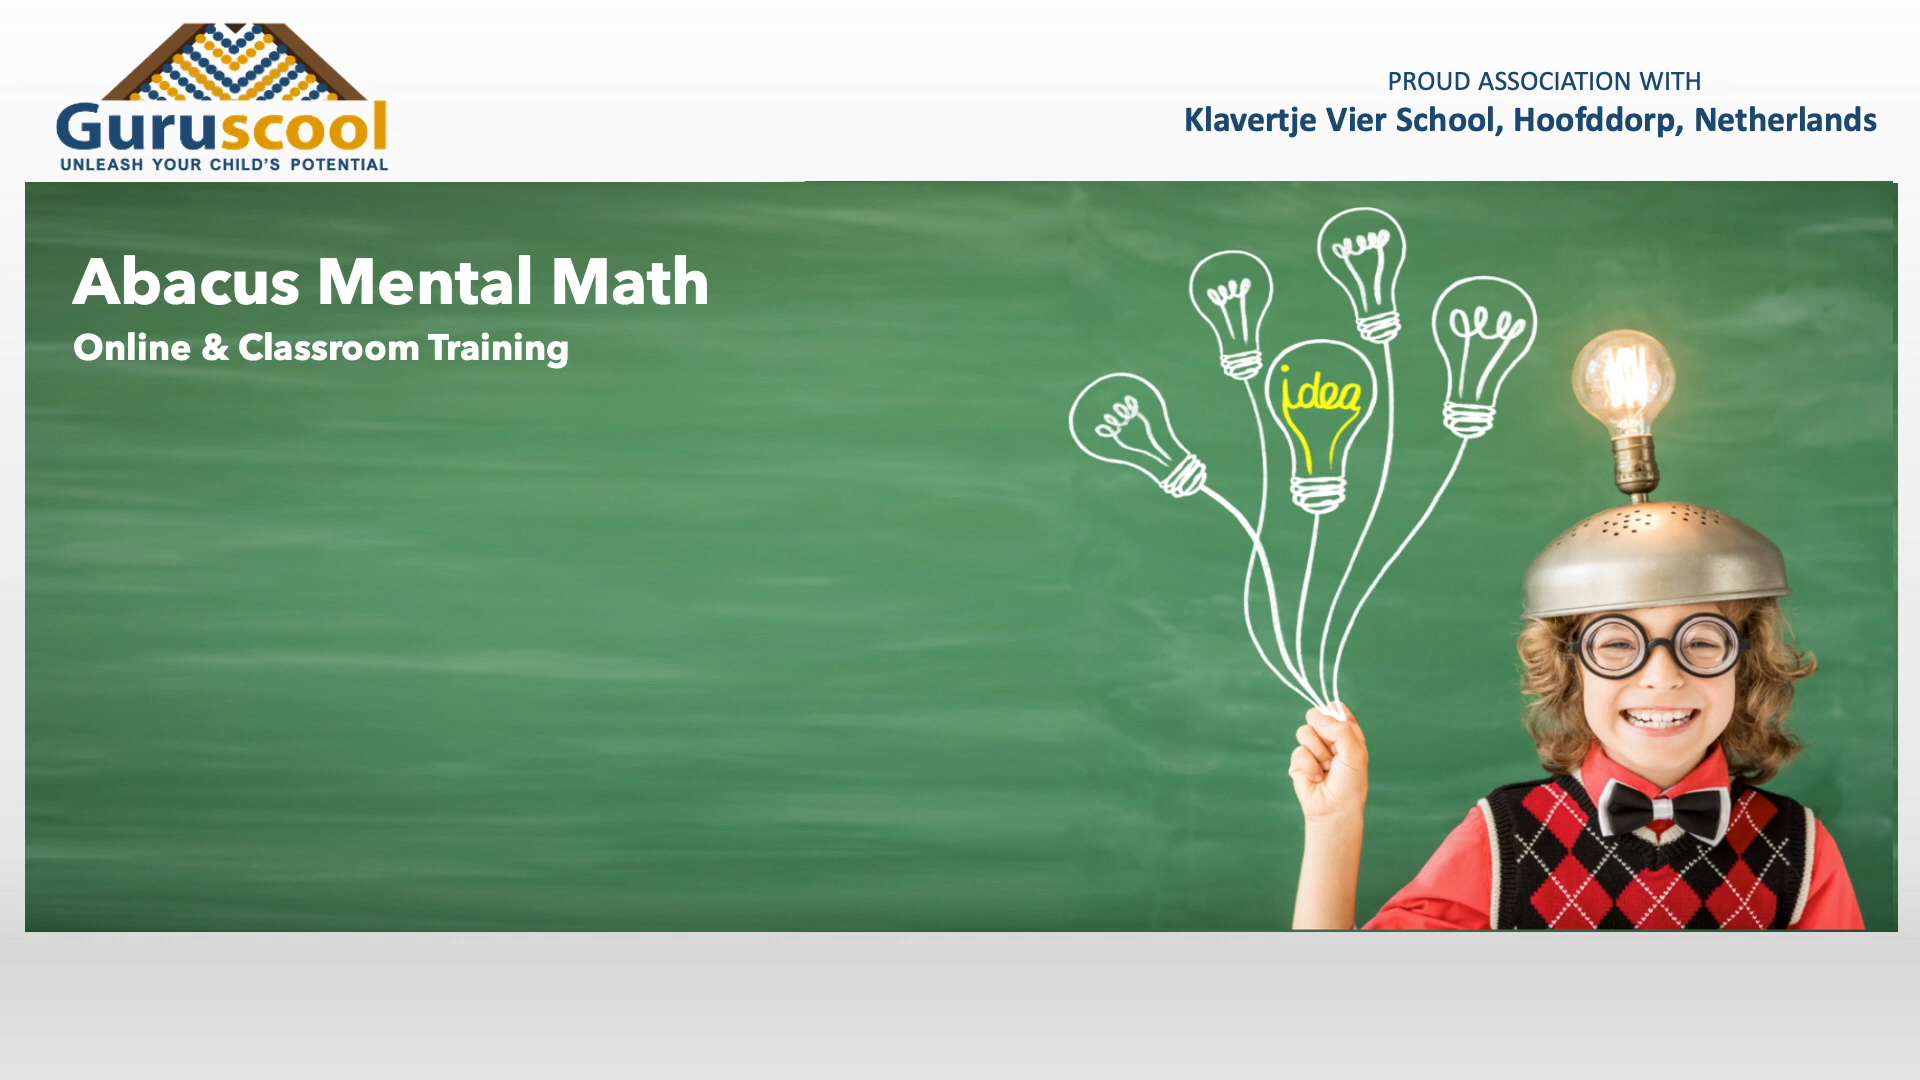 Guruscool
UNLEASH YOUR CHILD'S POTENTIAL
PROUD ASSOCIATION WITH
Klavertje Vier School, Hoofddorp, Netherlands
Abacus Mental Math
Online & Classroom Training
idea